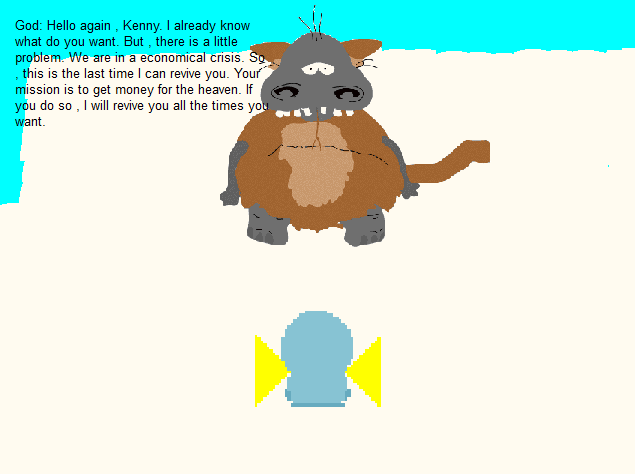 God: Hello again , Kenny. I already know
what do you want. But , there is a little
problem. We are in a economical crisis. So
, this is the last time I can revive you. Your
mission is to get money for the heaven. If
you do so , I will revive you all the times you
want.